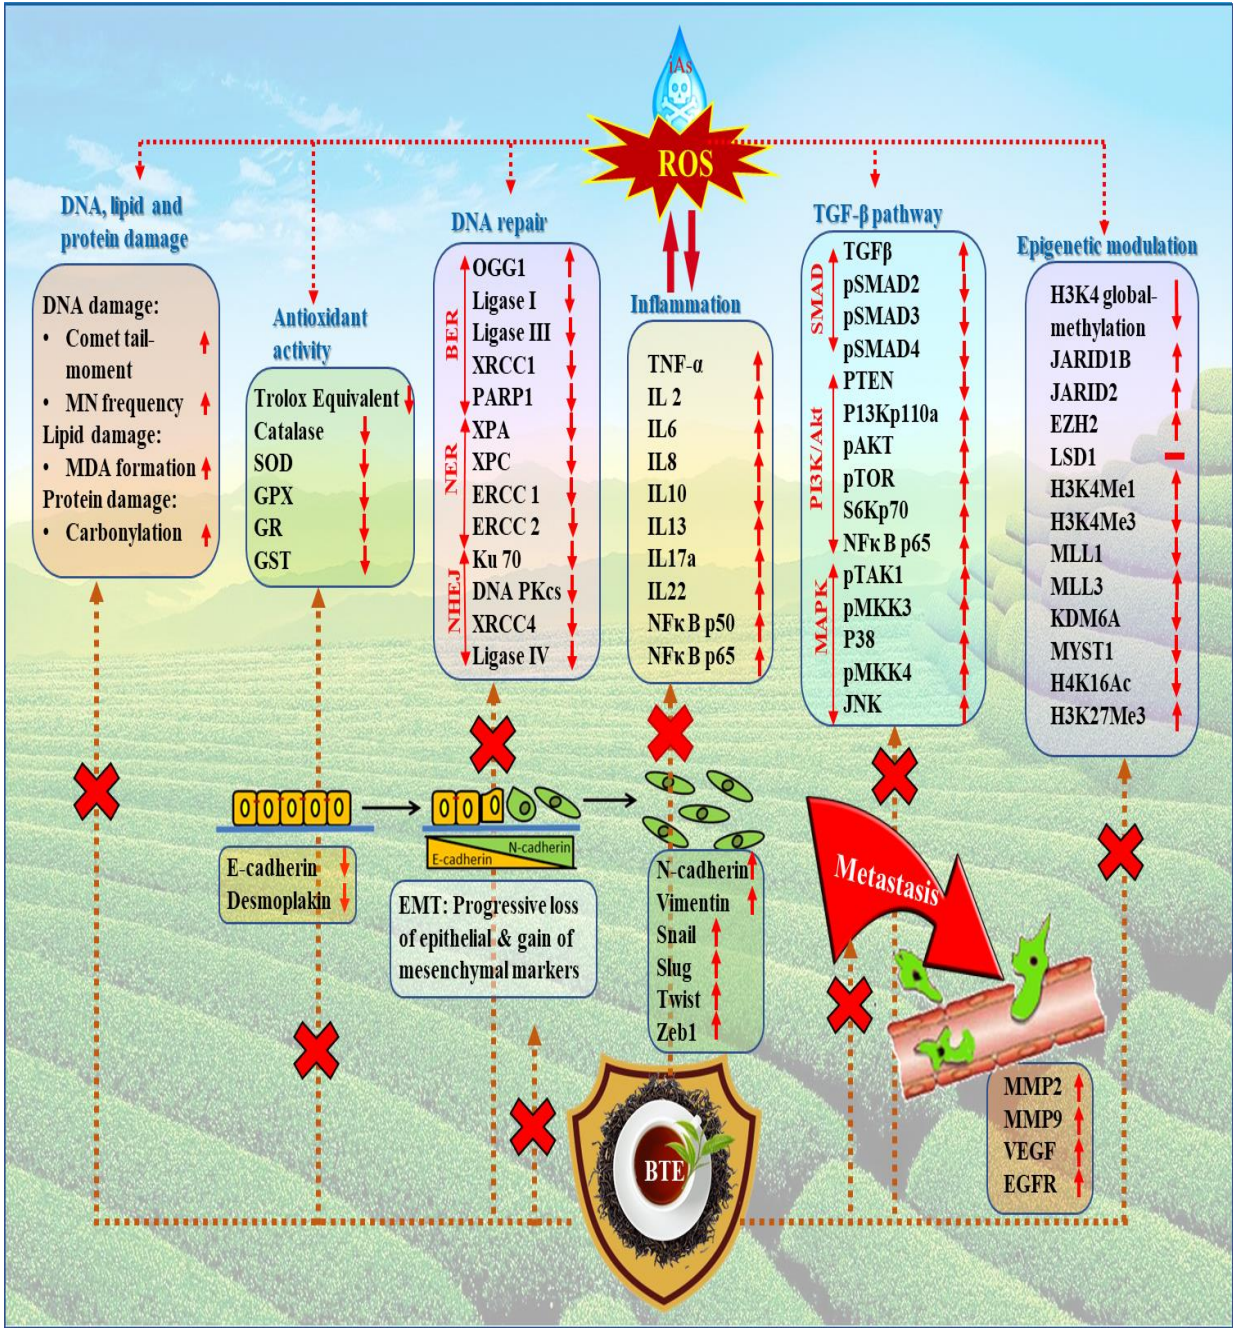 iAs
ROS
DNA, lipid and
protein damage
DNA damage:
• Comet tail-
moment
• MN frequency
Lipid damage:
• MDA formation
Protein damage:
• Carbonylation
Antioxidant
activity
Trolox Equivalent
Catalase
SOD
GPX
GR
GST
DNA repair
BER
OGG1
Ligase I
Ligase III
XRCC1
PARP1
NER
XPA
XPC
ERCC 1
ERCC 2
NHEJ
Ku 70
DNA PKcs
XRCC4
Ligase IV
Inflammation
TNF-α
IL 2
IL6
IL8
IL10
IL13
IL17a
IL22
NFκB p50
NFκB p65
TGF-β pathway
SMAD
TGFβ
pSMAD2
pSMAD3
pSMAD4
PI3K/Akt
PTEN
P13Kp110a
pAKT
pTOR
S6Kp70
NFκB p65
MAPK
pTAK1
pMKK3
P38
pMKK4
JNK
Epigenetic modulation
H3K4 global-
methylation
JARID1B
JARID2
EZH2
LSD1
H3K4Me1
H3K4Me3
MLL1
MLL3
KDM6A
MYST1
H4K16Ac
H3K27Me3
E-cadherin
Desmoplakin
N-cadherin
E-cadherin
EMT: Progressive loss
of epithelial & gain of
mesenchymal markers
N-cadherin
Vimentin
Snail
Slug
Twist
Zeb1
Metastasis
MMP2
MMP9
VEGF
EGFR
BTE